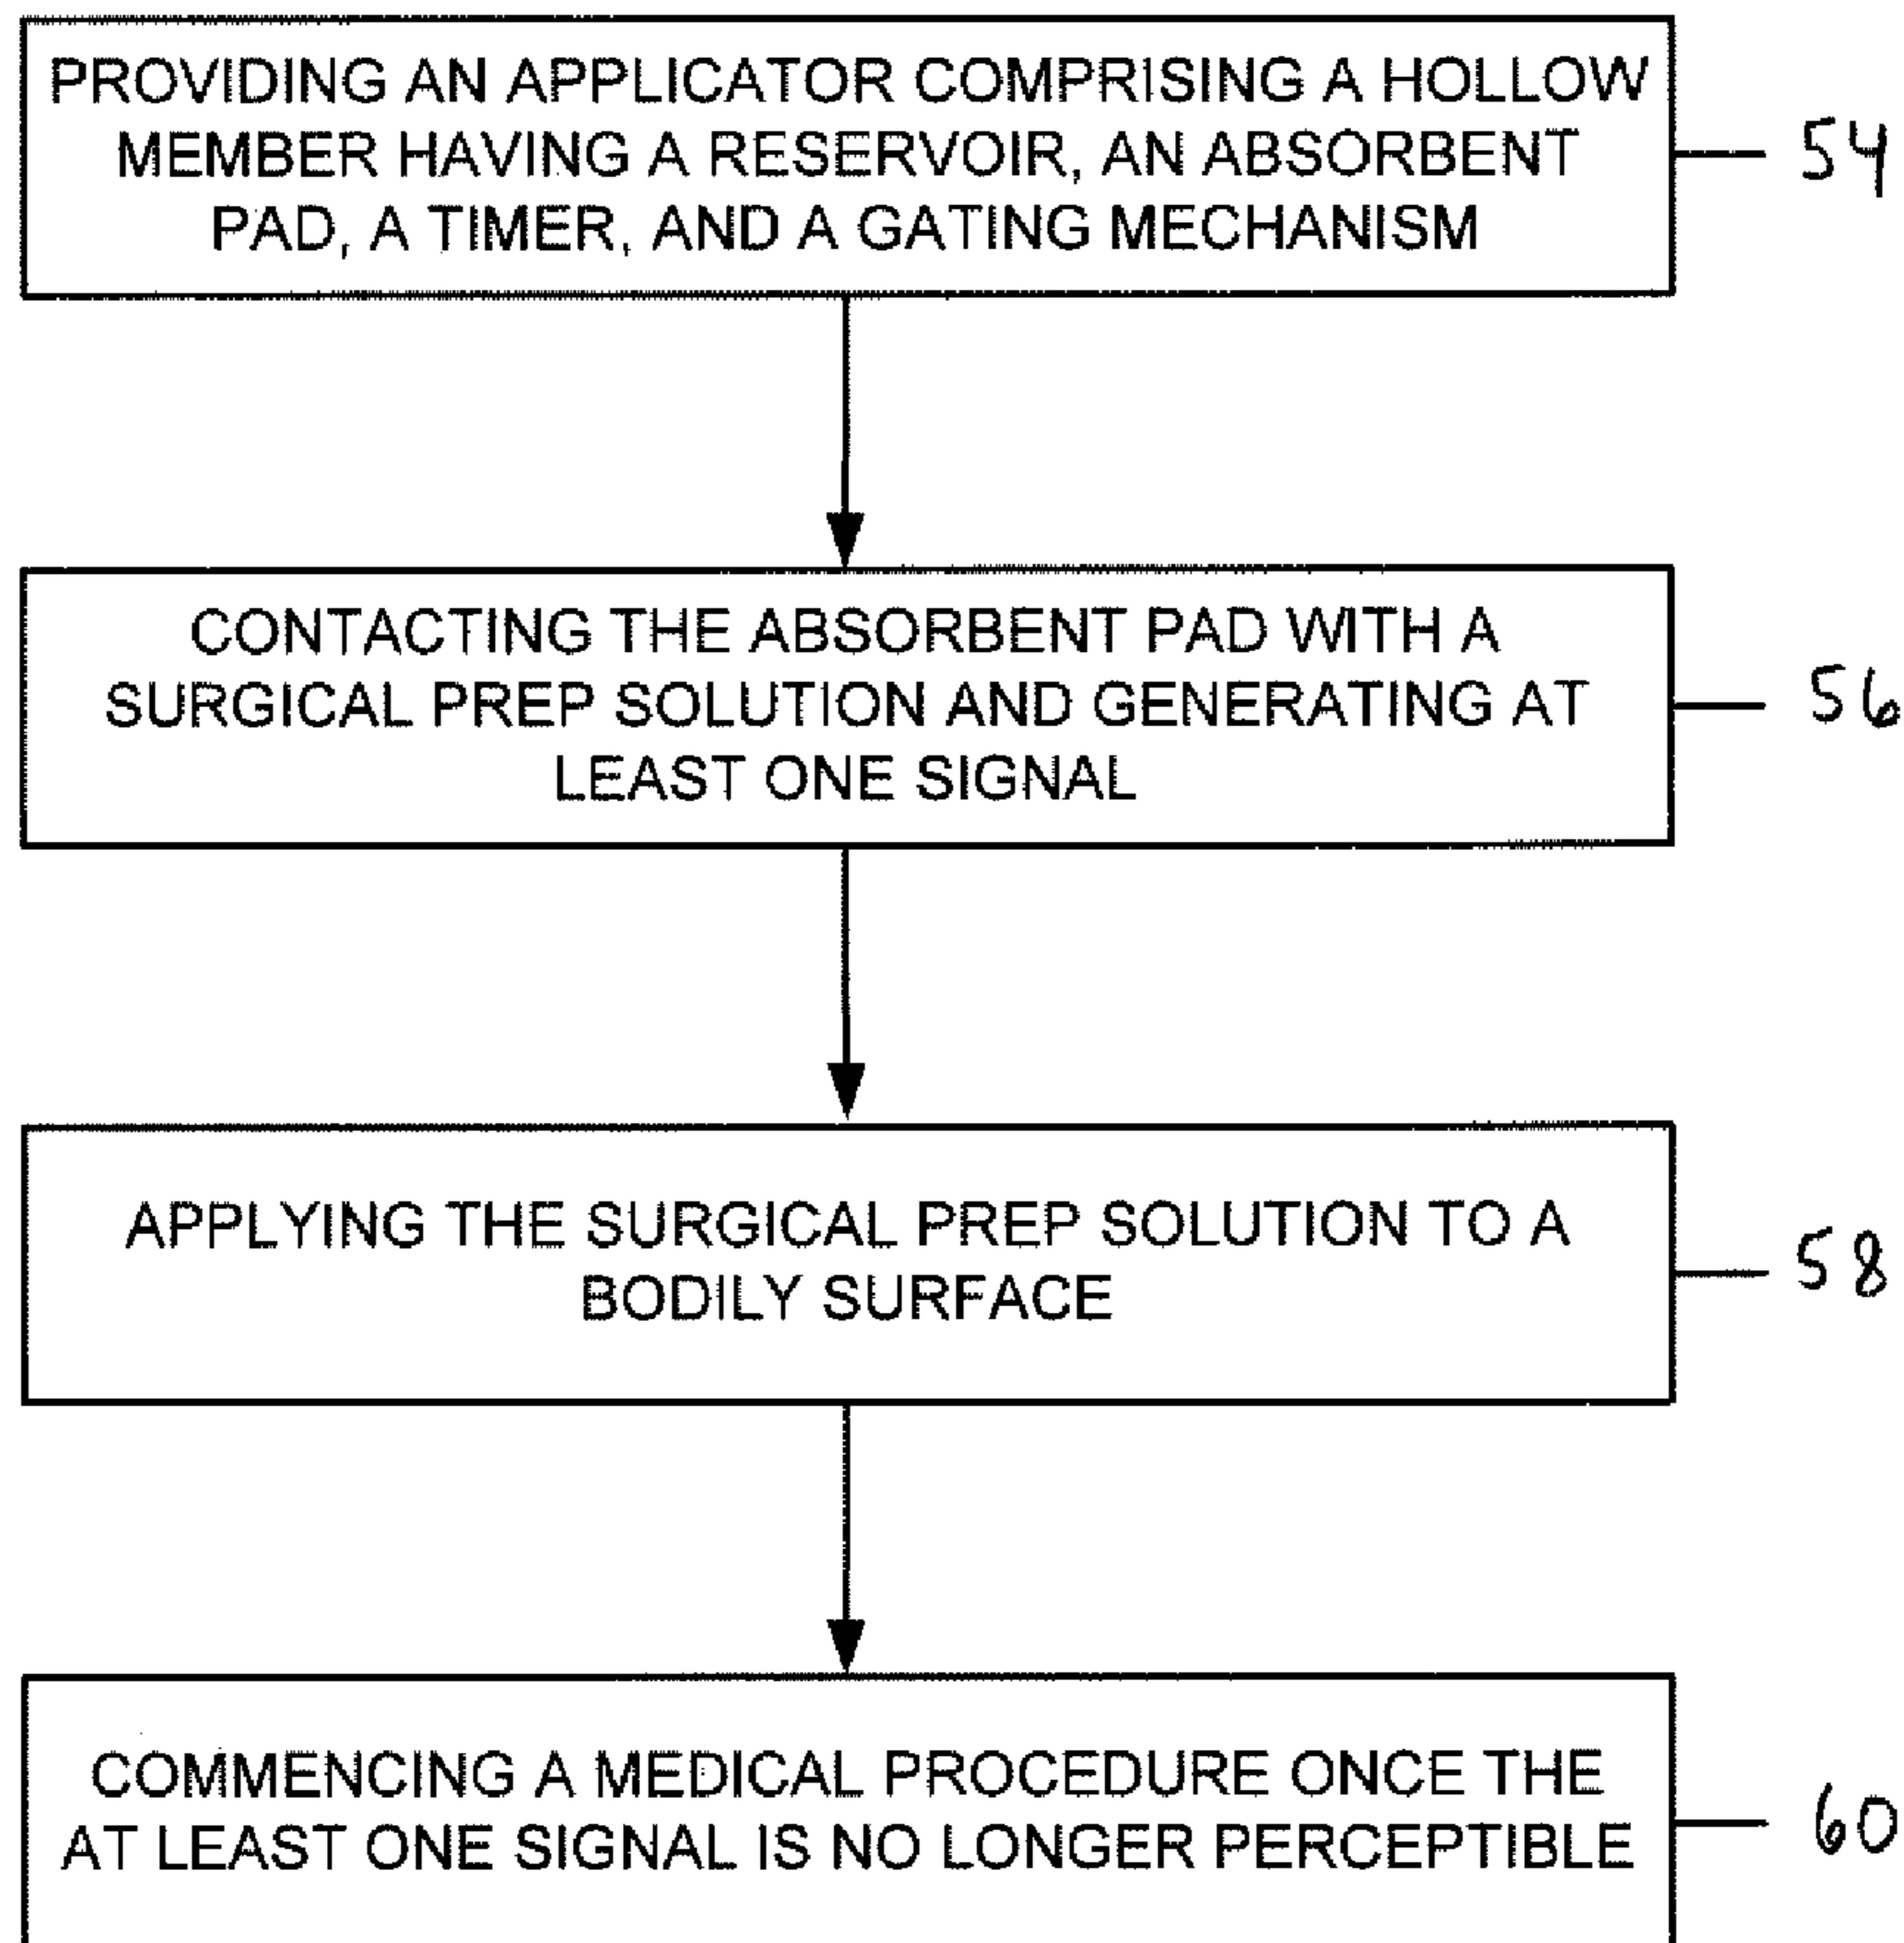 PROVIDING AN APPLICATOR COMPRISING A HOLLOW
MEMBER HAVING A RESERVOIR, AN ABSORBENT
PAD, A TIMER, AND A GATING MECHANISM
54
CONTACTING THE ABSORBENT PAD WITH A
SURGICAL PREP SOLUTION AND GENERATING AT
LEAST ONE SIGNAL
56
APPLYING THE SURGICAL PREP SOLUTION TO A
BODILY SURFACE
58
COMMENCING A MEDICAL PROCEDURE ONCE THE
AT LEAST ONE SIGNAL IS NO LONGER PERCEPTIBLE
60